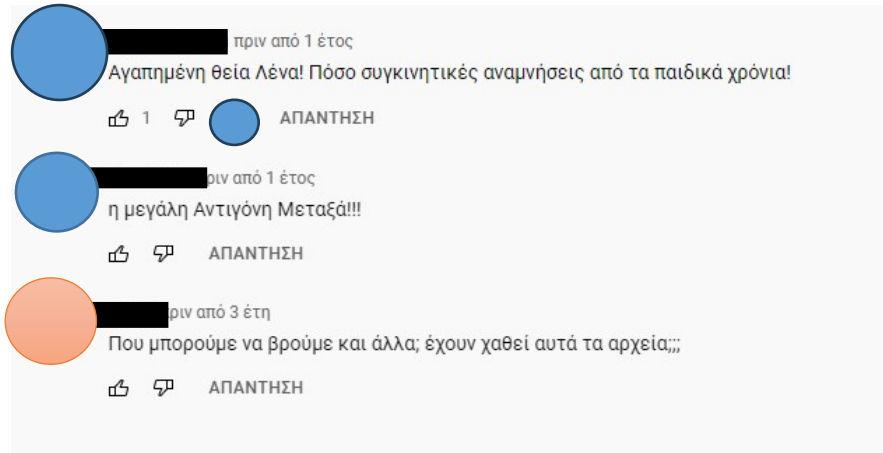 πριν από 1 έτος
Αγαπημένη θεία Λένα! Πόσο συγκινητικές αναμνήσεις από τα παιδικά χρόνια!
1 ΑΠΑΝΤΗΣΗ
από 1 έτος
η μεγάλη Αντιγόνη Μεταξά!!!
ΑΠΑΝΤΗΣΗ
από 3 έτη
Που μπορούμε να βρούμε και άλλα; έχουν χαθεί αυτά τα αρχεία;;;
ΑΠΑΝΤΗΣΗ